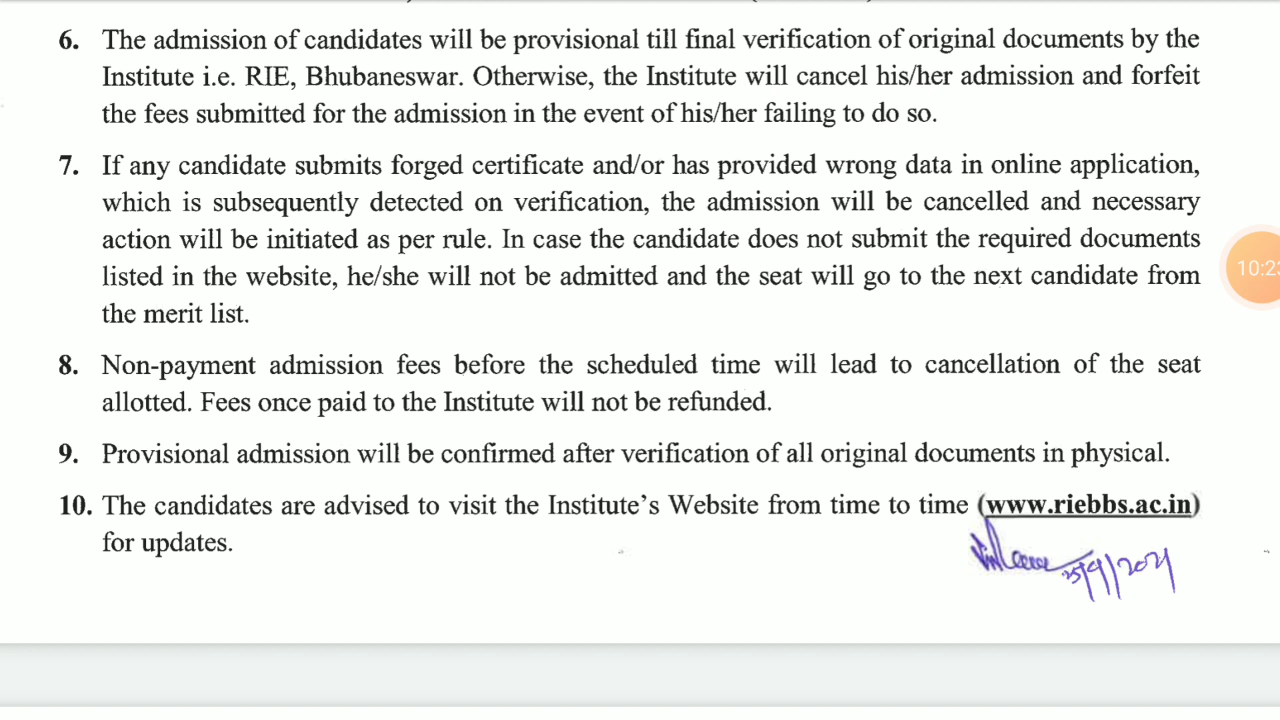 6. The admission of candidates will be provisional till final verification of original documents by the
Institute i.e. RIE, Bhubaneswar. Otherwise, the Institute will cancel his/her admission and forfeit
the fees submitted for the admission in the event of his/her failing to do so.
7. If any candidate submits forged certificate and/or has provided wrong data in online application,
which is subsequently detected on verification, the admission will be cancelled and necessary
action will be initiated as per rule. In case the candidate does not submit the required documents
listed in the website, he/she will not be admitted and the seat will go to the next candidate from
the merit list.
8. Non-payment admission fees before the scheduled time will lead to cancellation of the seat
allotted. Fees once paid to the Institute will not be refunded.
9. Provisional admission will be confirmed after verification of all original documents in physical.
10. The candidates are advised to visit the Institute's Website from time to time (www.riebbs.ac.in)
for updates.
25/9/2021